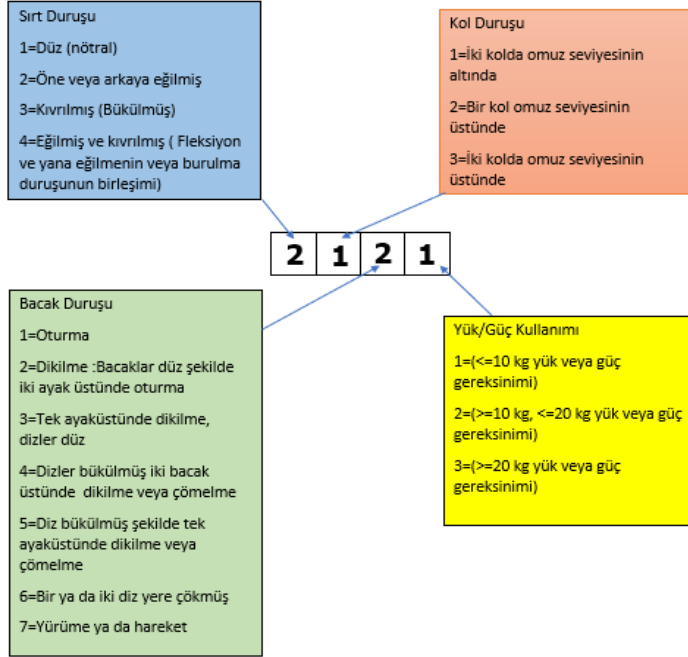 Sırt Duruşu
1=Düz (nötral)
2=Öne veya arkaya eğilmiş
3=Kıvrılmış (Bükülmüş)
4=Eğilmiş ve kıvrılmış ( Fleksiyon
ve yana eğilmenin veya burulma
duruşunun birleşimi)
Kol Duruşu
1=İki kolda omuz seviyesinin
altında
2=Bir kol omuz seviyesinin
üstünde
3=İki kolda omuz seviyesinin
üstünde
2 1 2 1
Bacak Duruşu
1=Oturma
2=Dikilme :Bacaklar düz şekilde
iki ayak üstünde oturma
3=Tek ayaküstünde dikilme,
dizler düz
4=Dizler bükülmüş iki bacak
üstünde dikilme veya çömelme
5=Diz bükülmüş şekilde tek
ayaküstünde dikilme veya
çömelme
6=Bir ya da iki diz yere çökmüş
7=Yürüme ya da hareket
Yük/Güç Kullanımı
1=(<=10 kg yük veya güç
gereksinimi)
2=(>=10 kg, <=20 kg yük veya güç
gereksinimi)
3=(>=20 kg yük veya güç
gereksinimi)